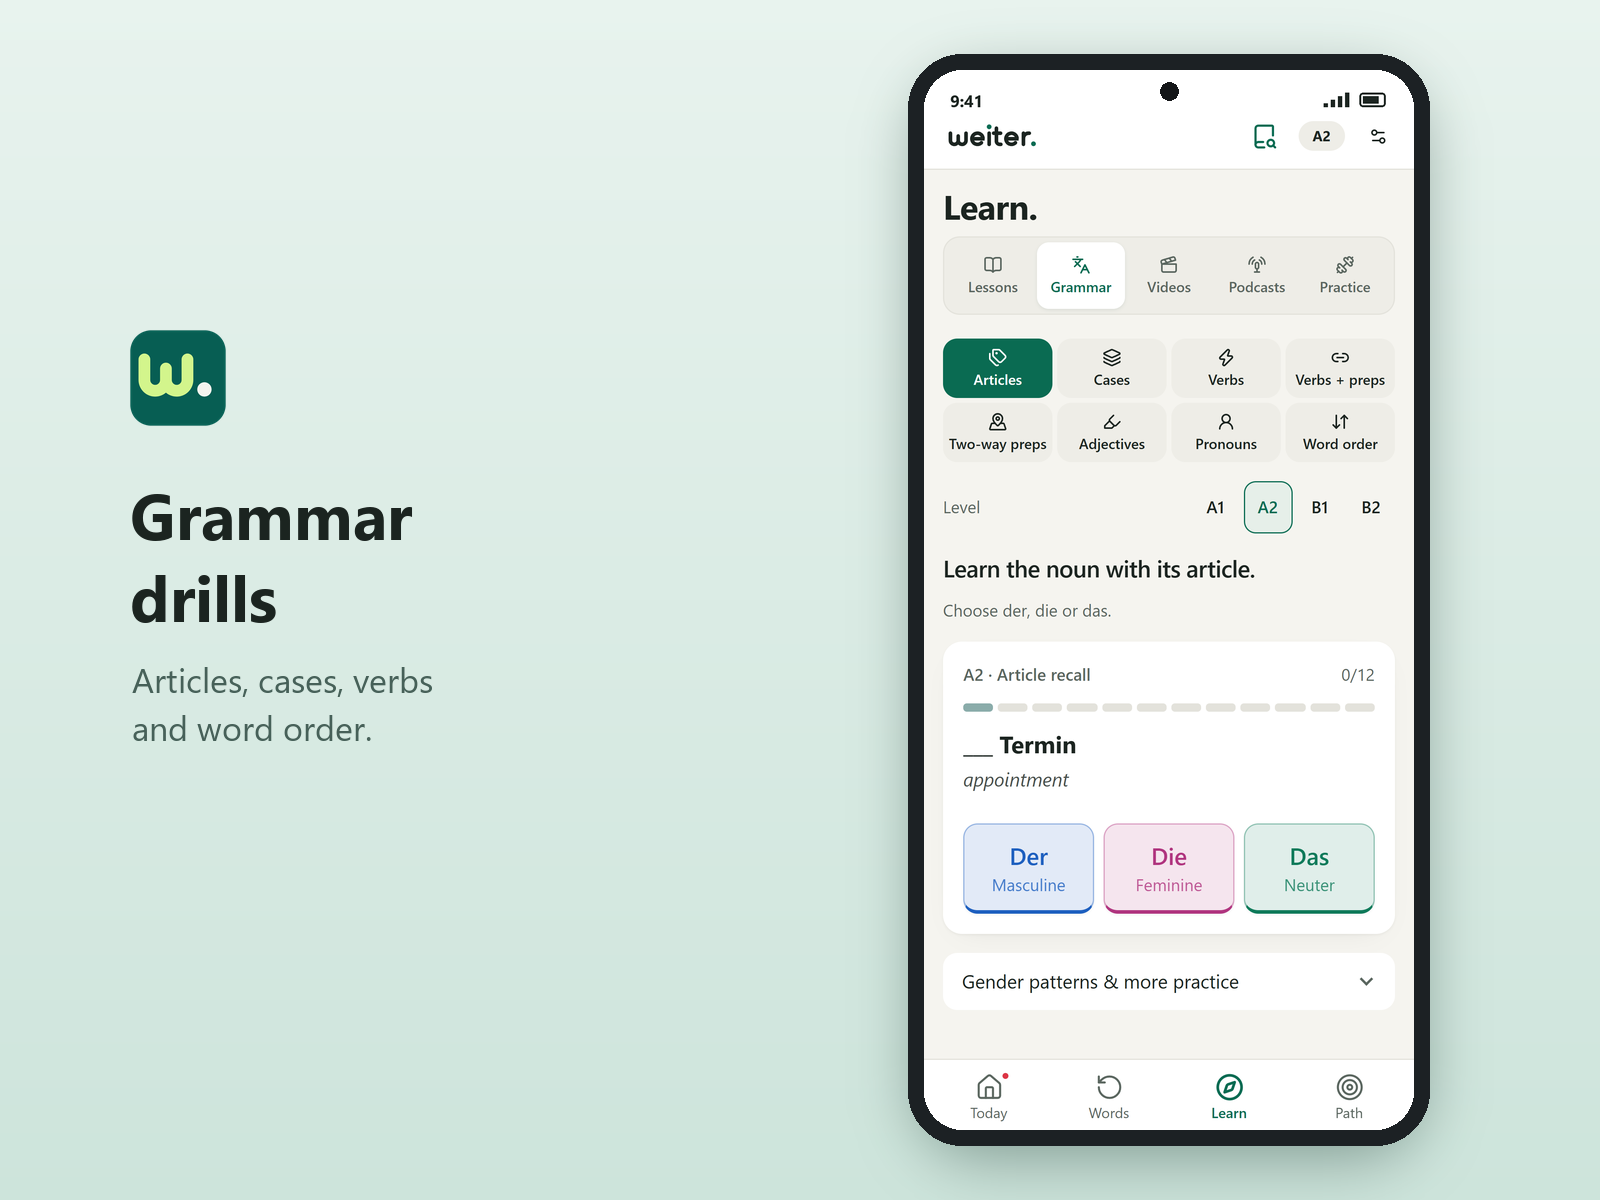 w.
Grammar
drills
Articles, cases, verbs
and word order.
9:41
weiter.
A2
Learn.
Lessons Grammar Videos Podcasts Practice
Articles Cases Verbs Verbs + preps
Two-way preps Adjectives Pronouns Word order
Level A1 A2 B1 B2
Learn the noun with its article.
Choose der, die or das.
A2 · Article recall 0/12
___ Termin
appointment
Der Die Das
Masculine Feminine Neuter
Gender patterns & more practice
Today Words Learn Path